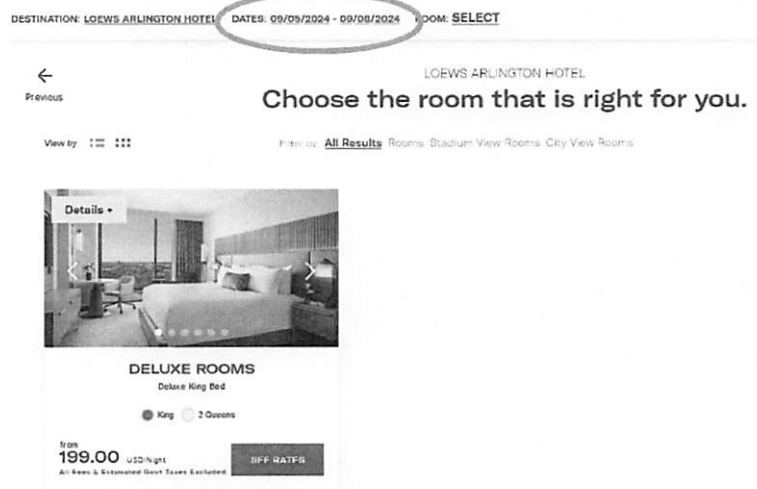 DESTINATION: LOEWS ARLINGTON HOTEL DATES: 09/05/2024 - 09/08/2024 ROOM: SELECT
←
Previous
LOEWS ARLINGTON HOTEL
Choose the room that is right for you.
View by
Filter by: All Results Rooms Stadium View Rooms City View Rooms
Details +
DELUXE ROOMS
Deluxe King Bed
King 2 Queens
from
199.00 USD/Night
All Fees & Estimated Govt Taxes Excluded
SEE RATES